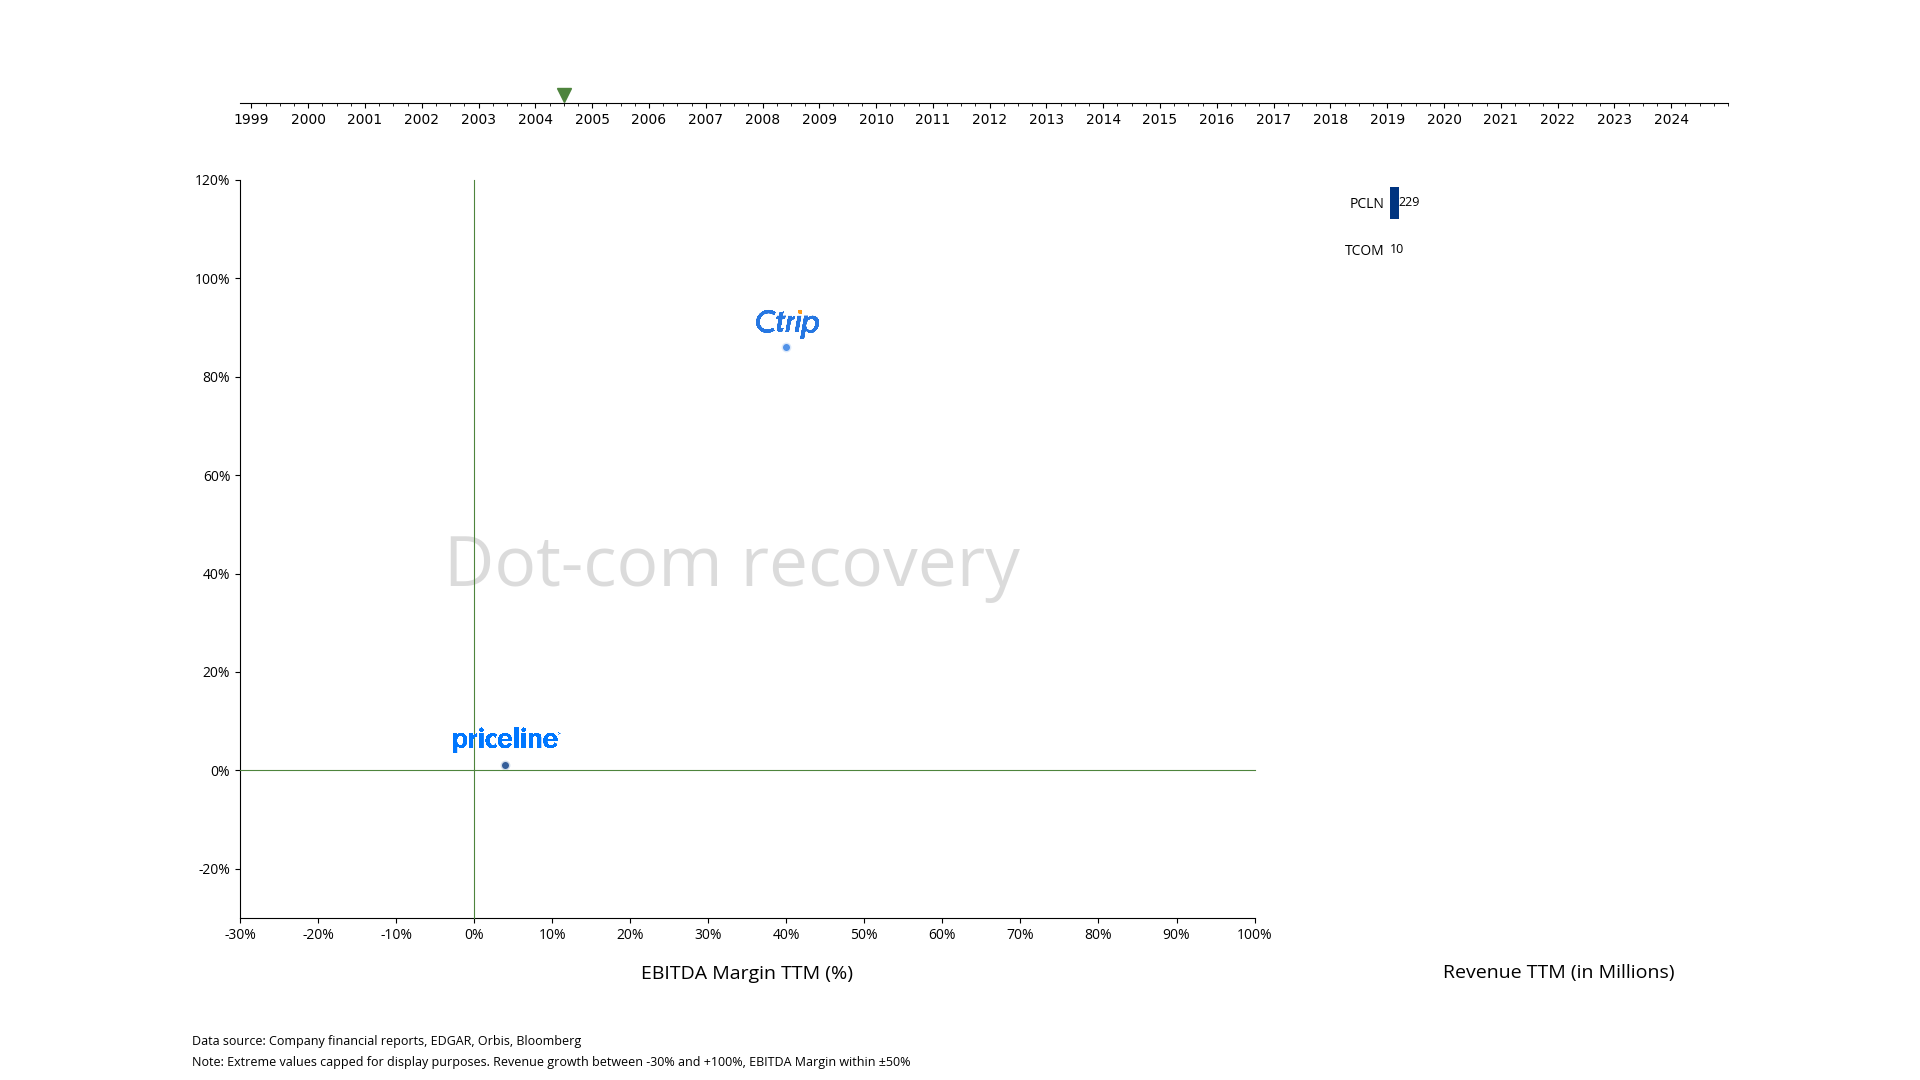 1999 2000 2001 2002 2003 2004 2005 2006 2007 2008 2009 2010 2011 2012 2013 2014 2015 2016 2017 2018 2019 2020 2021 2022 2023 2024
120%
100%
80%
60%
40%
20%
0%
-20%
Ctrip
Dot-com recovery
priceline
-30% -20% -10% 0% 10% 20% 30% 40% 50% 60% 70% 80% 90% 100%
EBITDA Margin TTM (%)
PCLN 229
TCOM 10
Revenue TTM (in Millions)
Data source: Company financial reports, EDGAR, Orbis, Bloomberg
Note: Extreme values capped for display purposes. Revenue growth between -30% and +100%, EBITDA Margin within ±50%